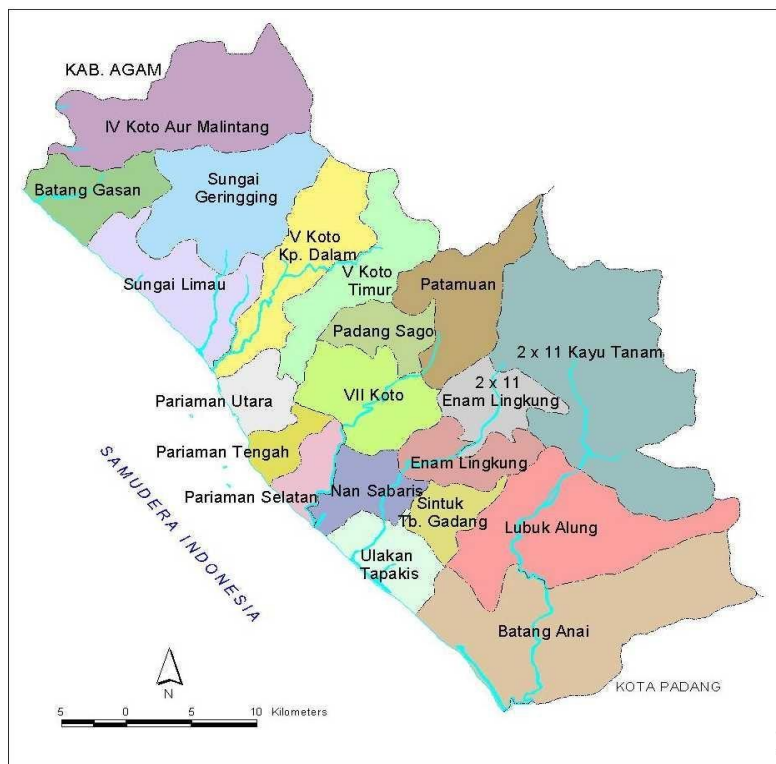 KAB. AGAM
IV Koto Aur Malintang
Batang Gasan
Sungai
Geringging
V Koto
Kp. Dalam
Sungai Limau
V Koto
Timur
Patamuan
Padang Sago
2 x 11 Kayu Tanam
2 x 11
Enam Lingkung
VII Koto
Pariaman Utara
Pariaman Tengah
Enam Lingkung
Pariaman Selatan
Nan Sabaris
Sintuk
Tb. Gadang
Lubuk Alung
SAMUDERA INDONESIA
Ulakan
Tapakis
Batang Anai
KOTA PADANG
N
5 0 5 10 Kilometers